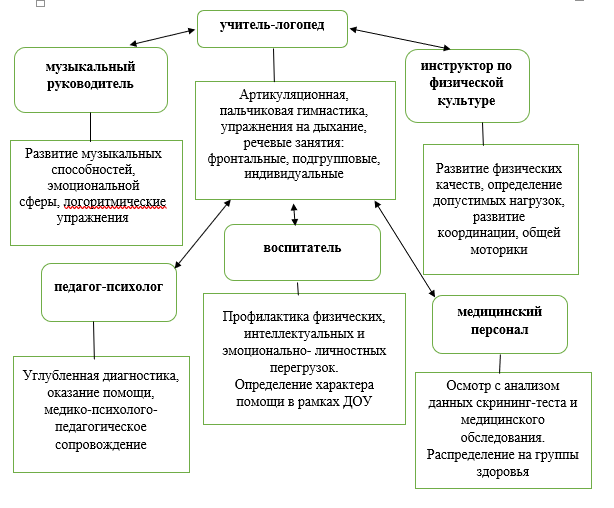 учитель-логопед
музыкальный
руководитель
инструктор по
физической
культуре
Артикуляционная,
пальчиковая гимнастика,
упражнения на дыхание,
речевые занятия:
фронтальные, подгрупповые,
индивидуальные
Развитие музыкальных
способностей,
эмоциональной
сферы, логоритмические
упражнения
Развитие физических
качеств, определение
допустимых нагрузок,
развитие
координации, общей
моторики
воспитатель
педагог-психолог
медицинский
персонал
Профилактика физических,
интеллектуальных и
эмоционально- личностных
перегрузок.
Определение характера
помощи в рамках ДОУ
Углубленная диагностика,
оказание помощи,
медико-психолого-
педагогическое
сопровождение
Осмотр с анализом
данных скрининг-теста и
медицинского
обследования.
Распределение на группы
здоровья